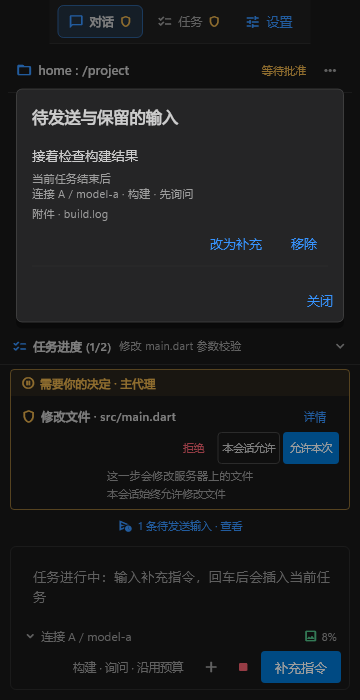 对话
任务
设置
home : /project
等待批准
待发送与保留的输入
接着检查构建结果
当前任务结束后
连接 A / model-a · 构建 · 先询问
附件 · build.log
改为补充
移除
关闭
任务进度 (1/2) 修改 main.dart 参数校验
需要你的决定 · 主代理
修改文件 · src/main.dart
详情
拒绝
本会话允许
允许本次
这一步会修改服务器上的文件
本会话始终允许修改文件
1 条待发送输入 · 查看
任务进行中：输入补充指令，回车后会插入当前任
务
连接 A / model-a
8%
构建 · 询问 · 沿用预算
补充指令